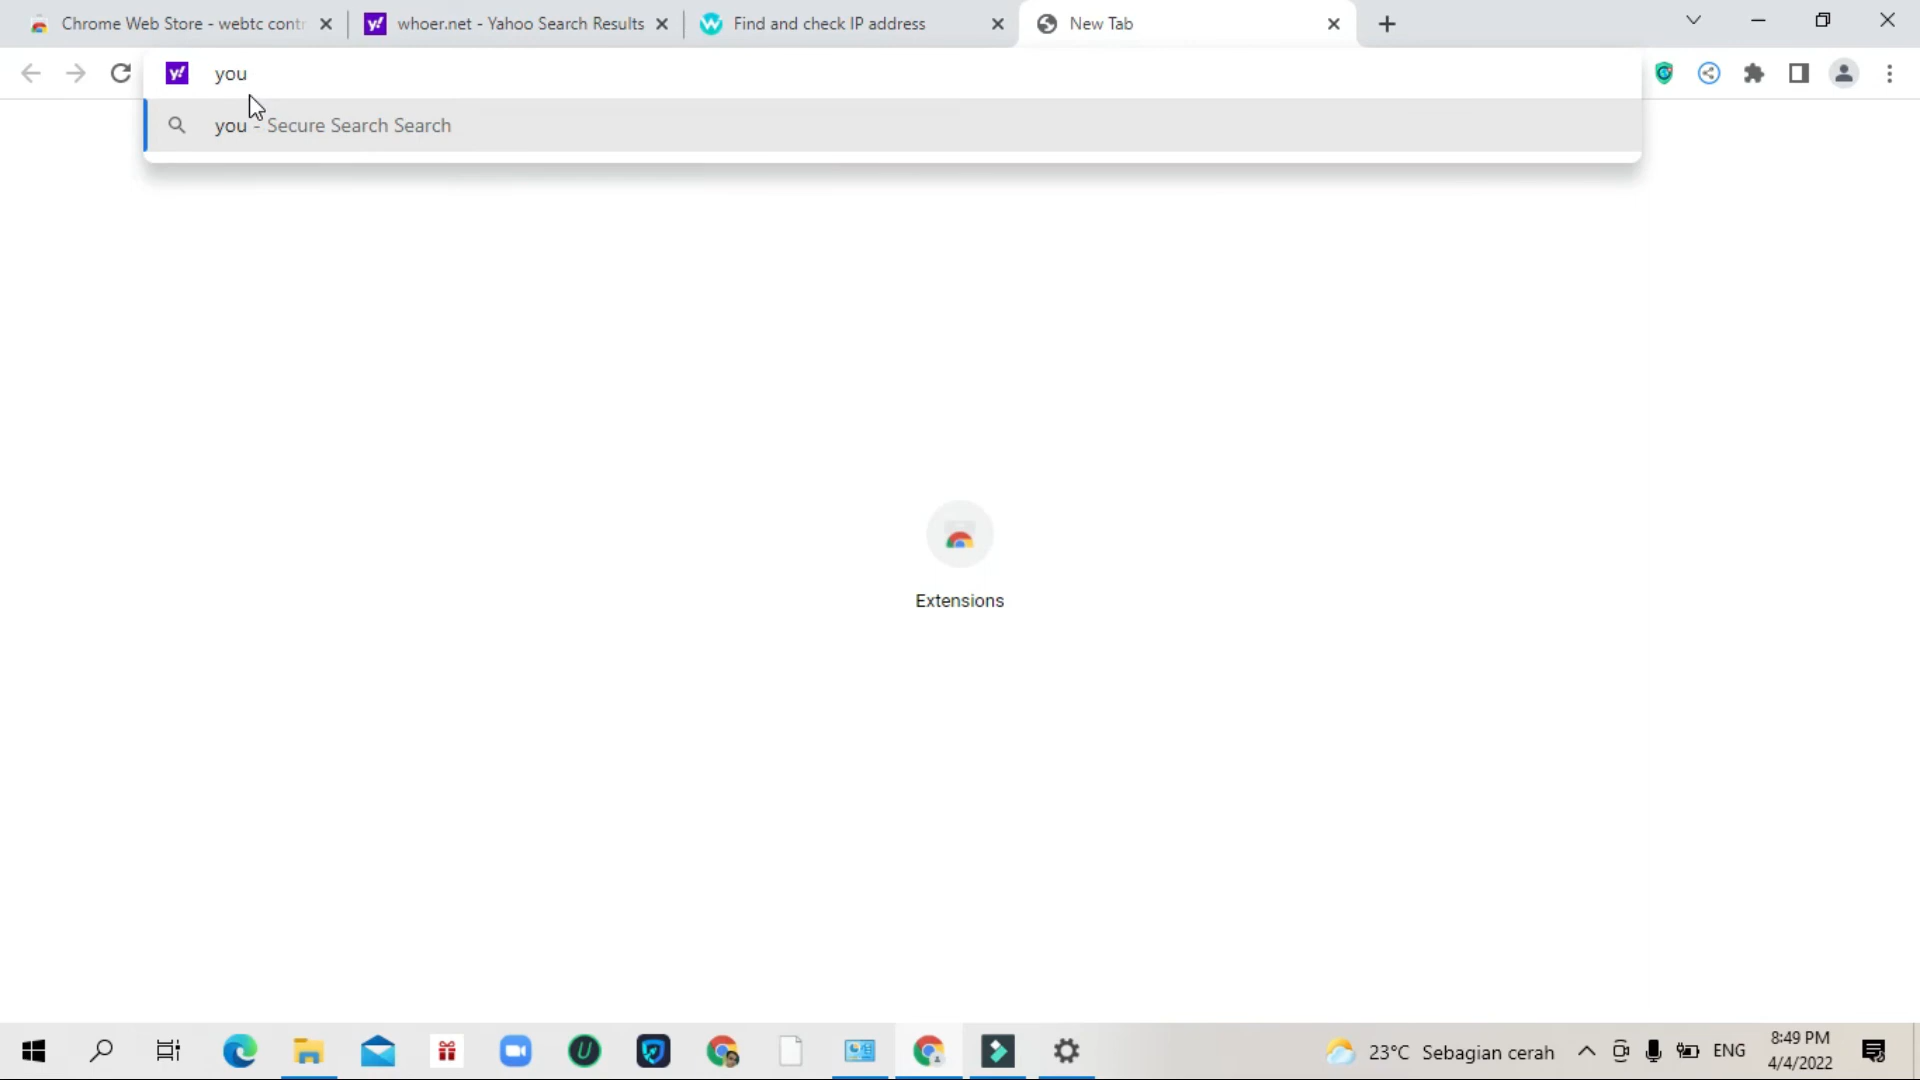 Chrome Web Store - webtc contr
whoer.net - Yahoo Search Results
Find and check IP address
New Tab
you
you - Secure Search Search
Extensions
23°C Sebagian cerah
ENG
8:49 PM
4/4/2022